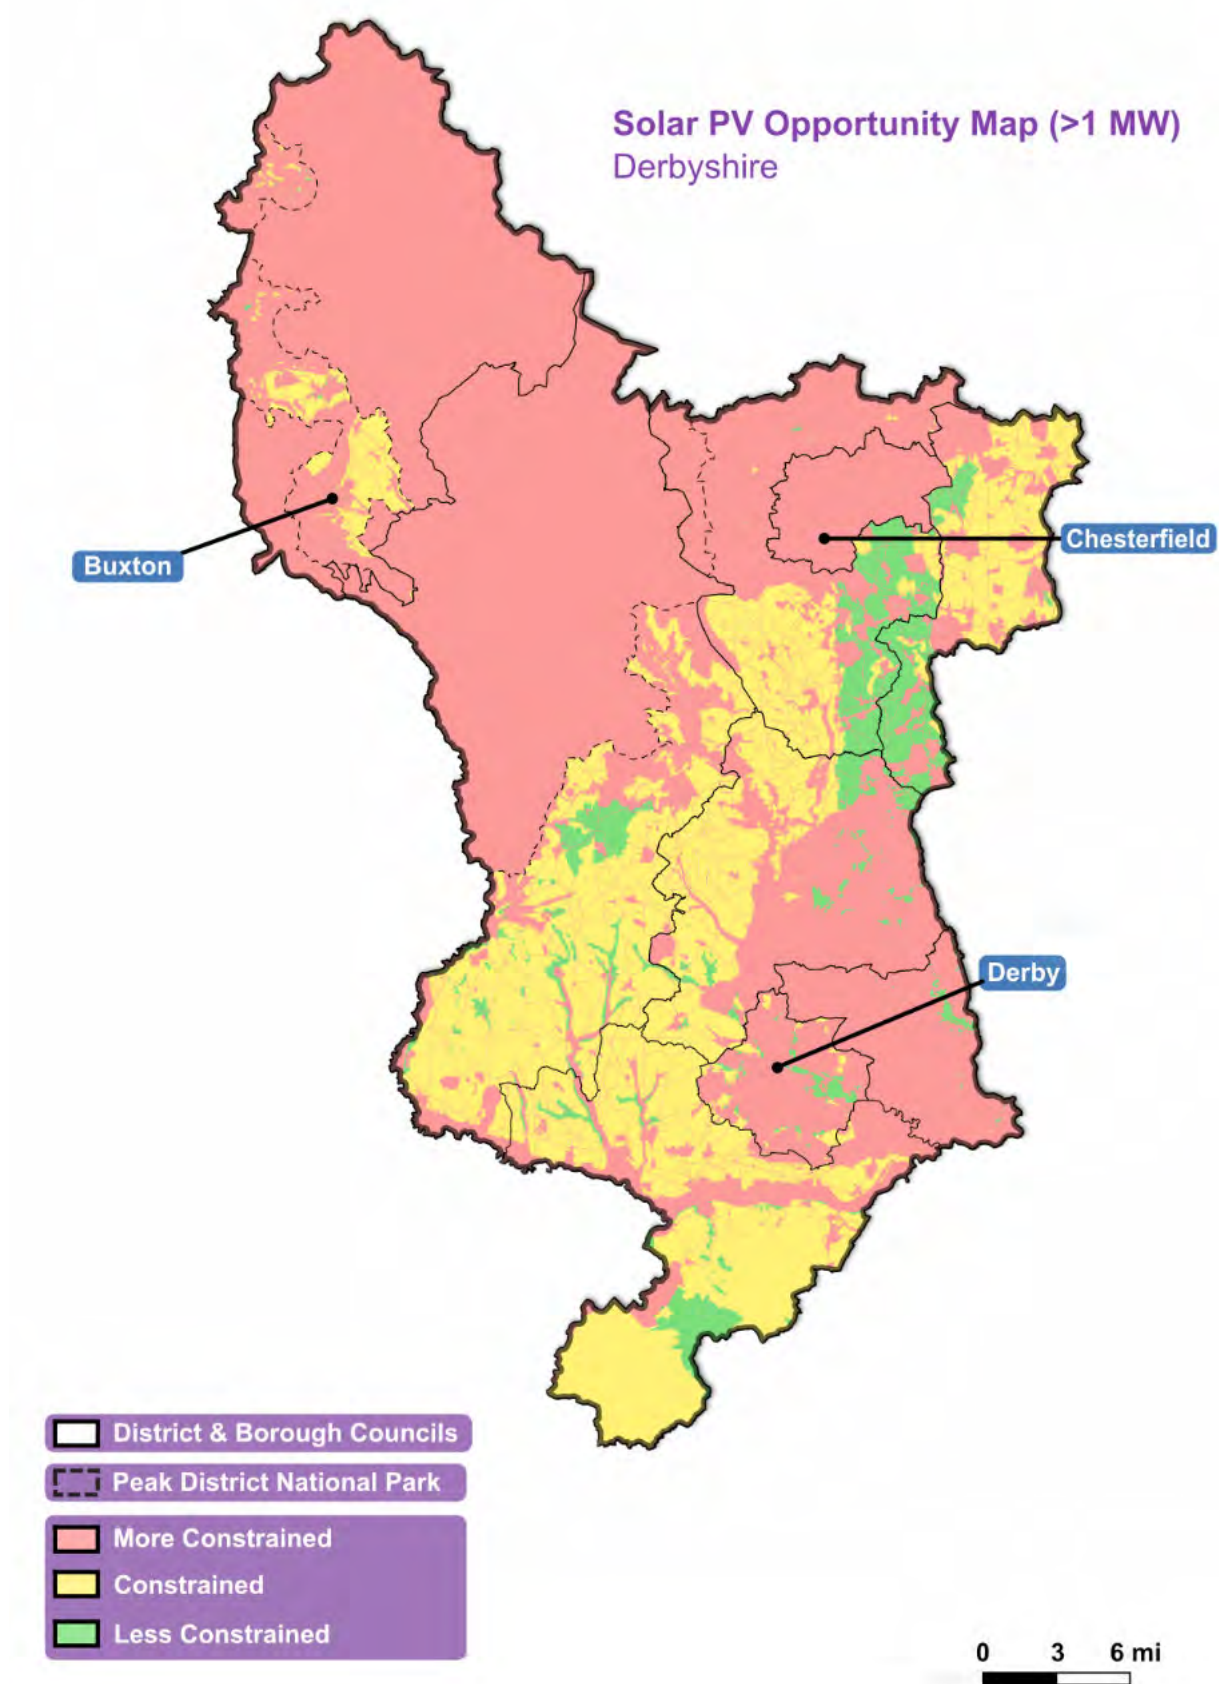 Solar PV Opportunity Map (>1 MW)
Derbyshire
Buxton
Chesterfield
Derby
District & Borough Councils
Peak District National Park
More Constrained
Constrained
Less Constrained
0 3 6 mi